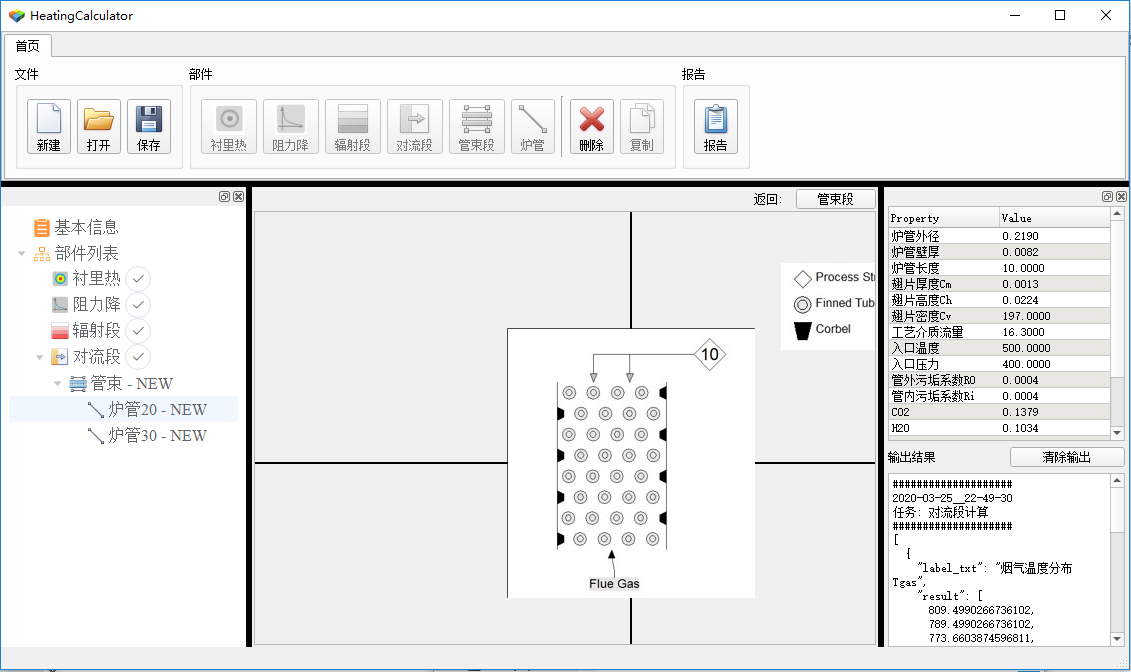 HeatingCalculator
首页
文件
部件
报告
新建
打开
保存
衬里热
阻力降
辐射段
对流段
管束段
炉管
删除
复制
报告
基本信息
部件列表
衬里热
阻力降
辐射段
对流段
管束 - NEW
炉管20 - NEW
炉管30 - NEW
返回:
管束段
Process St
Finned Tub
Corbel
10
Flue Gas
Property Value
炉管外径 0.2190
炉管壁厚 0.0082
炉管长度 10.0000
翅片厚度Cm 0.0013
翅片高度Ch 0.0224
翅片密度Cv 197.0000
工艺介质流量 16.3000
入口温度 500.0000
入口压力 400.0000
管外污垢系数RO 0.0004
管内污垢系数Ri 0.0004
CO2 0.1379
H2O 0.1034
输出结果
清除输出
####################
2020-03-25__22-49-30
任务: 对流段计算
####################
[
{
"label_txt": "烟气温度分布
Tgas",
"result": [
809.4990266736102,
789.4990266736102,
773.6603874596811,